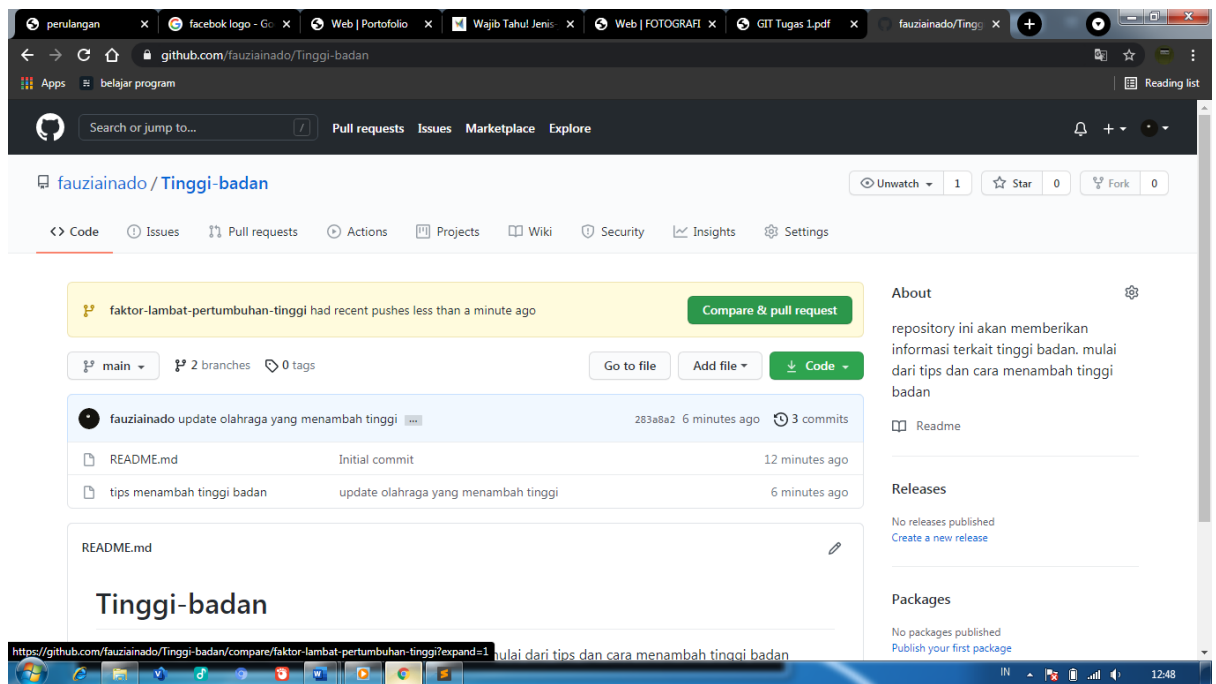 perulangan
facebok logo - Go
Web | Portofolio
Wajib Tahu! Jenis-
Web | FOTOGRAFI
GIT Tugas 1.pdf
fauziainado/Tingg
github.com/fauziainado/Tinggi-badan
Apps
belajar program
Reading list
Search or jump to...
/
Pull requests
Issues
Marketplace
Explore
fauziainado / Tinggi-badan
Unwatch
1
Star
0
Fork
0
Code
Issues
Pull requests
Actions
Projects
Wiki
Security
Insights
Settings
faktor-lambat-pertumbuhan-tinggi had recent pushes less than a minute ago
Compare & pull request
main
2 branches
0 tags
Go to file
Add file
Code
fauziainado update olahraga yang menambah tinggi ...
283a8a2 6 minutes ago
3 commits
README.md
Initial commit
12 minutes ago
tips menambah tinggi badan
update olahraga yang menambah tinggi
6 minutes ago
README.md
Tinggi-badan
nulai dari tips dan cara menambah tinggi badan
About
repository ini akan memberikan
informasi terkait tinggi badan. mulai
dari tips dan cara menambah tinggi
badan
Readme
Releases
No releases published
Create a new release
Packages
No packages published
Publish your first package
https://github.com/fauziainado/Tinggi-badan/compare/faktor-lambat-pertumbuhan-tinggi?expand=1
IN
12:48